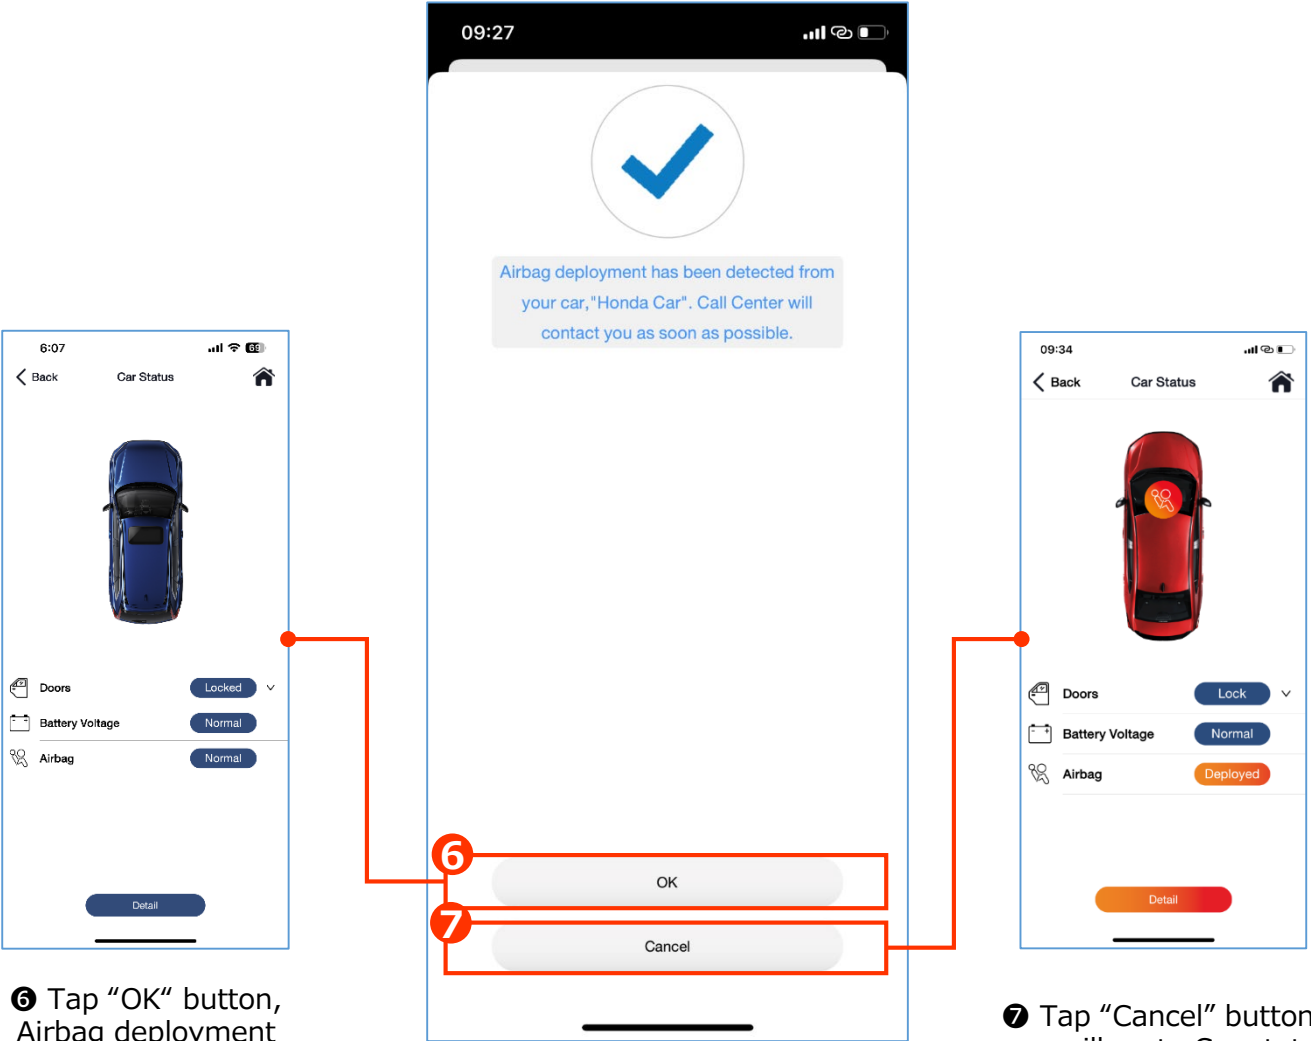 09:27
Airbag deployment has been detected from
your car,"Honda Car". Call Center will
contact you as soon as possible.
6
OK
7
Cancel
6:07
69
Back
Car Status
Doors
Locked
Battery Voltage
Normal
Airbag
Normal
Detail
❻ Tap “OK“ button,
Airbag deployment
09:34
Back
Car Status
Doors
Lock
Battery Voltage
Normal
Airbag
Deployed
Detail
❼ Tap “Cancel” button